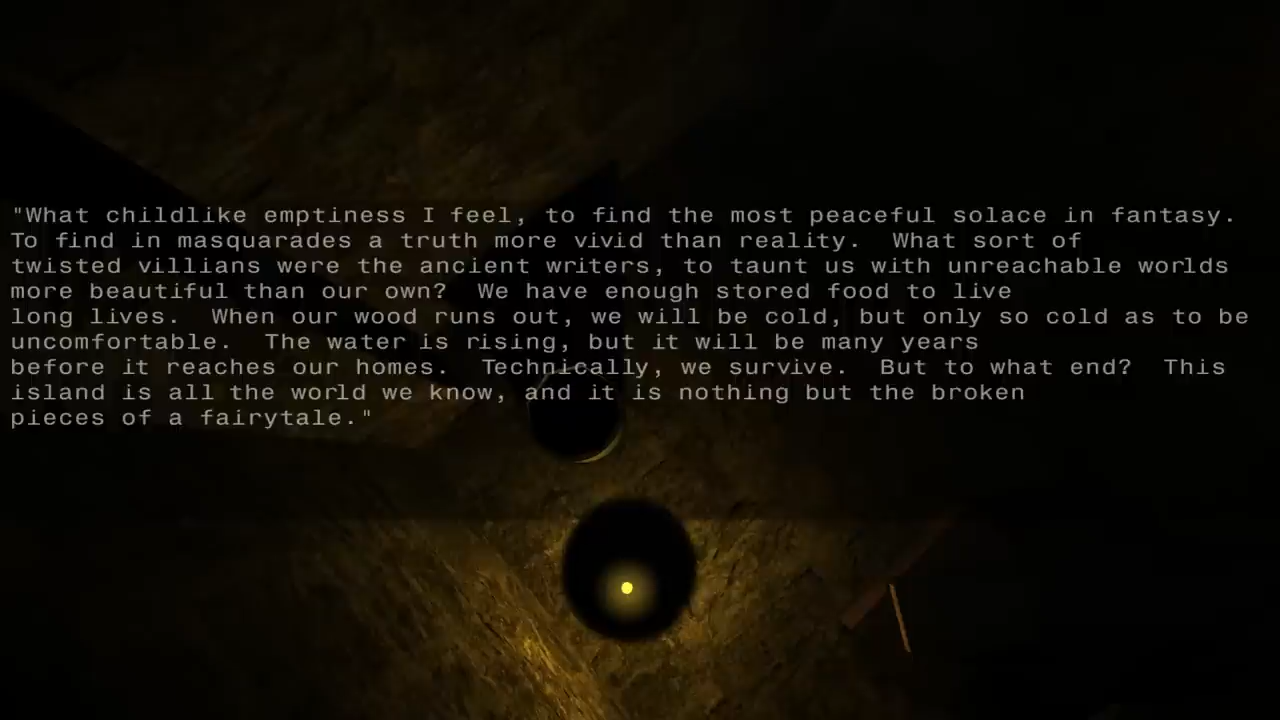 "What childlike emptiness I feel, to find the most peaceful solace in fantasy.
To find in masquarades a truth more vivid than reality.  What sort of
twisted villians were the ancient writers, to taunt us with unreachable worlds
more beautiful than our own?  We have enough stored food to live
long lives.  When our wood runs out, we will be cold, but only so cold as to be
uncomfortable.  The water is rising, but it will be many years
before it reaches our homes.  Technically, we survive.  But to what end?  This
island is all the world we know, and it is nothing but the broken
pieces of a fairytale."